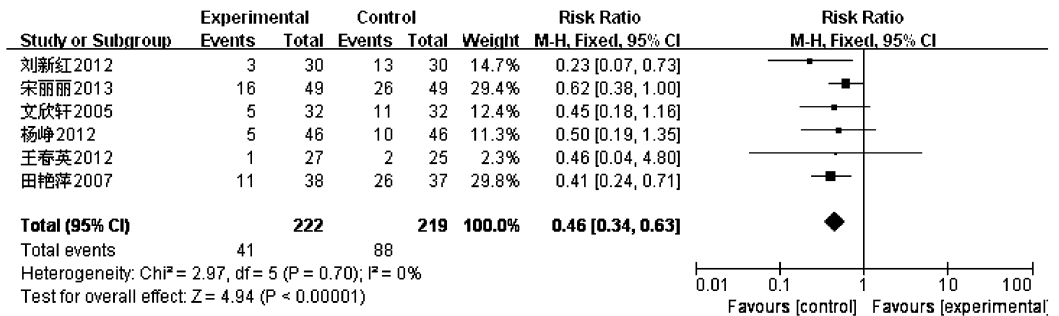 Experimental Control Risk Ratio Risk Ratio
Study or Subgroup Events Total Events Total Weight M-H, Fixed, 95% CI M-H, Fixed, 95% CI
刘新红2012 3 30 13 30 14.7% 0.23 [0.07, 0.73]
宋丽丽2013 16 49 26 49 29.4% 0.62 [0.38, 1.00]
文欣轩2005 5 32 11 32 12.4% 0.45 [0.18, 1.16]
杨峥2012 5 46 10 46 11.3% 0.50 [0.19, 1.35]
王春英2012 1 27 2 25 2.3% 0.46 [0.04, 4.80]
田艳萍2007 11 38 26 37 29.8% 0.41 [0.24, 0.71]
Total (95% CI) 222 219 100.0% 0.46 [0.34, 0.63]
Total events 41 88
Heterogeneity: Chi² = 2.97, df = 5 (P = 0.70); I² = 0%
Test for overall effect: Z = 4.94 (P < 0.00001)
0.01 0.1 1 10 100
Favours [control] Favours [experimental]